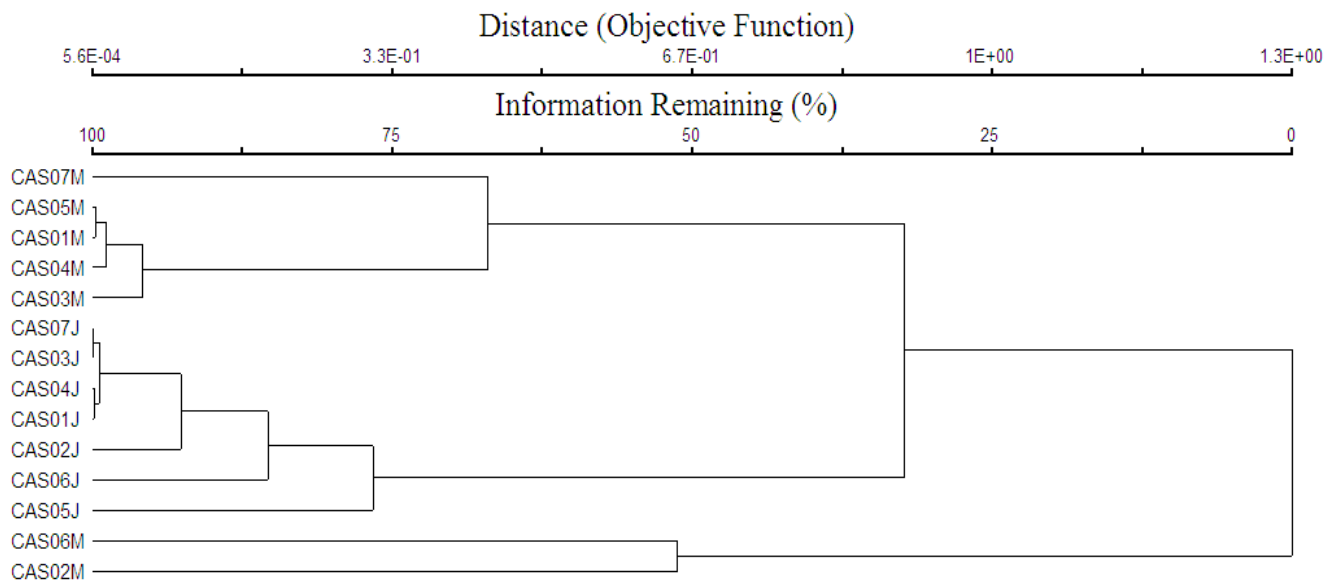 Distance (Objective Function)
5.6E-04 3.3E-01 6.7E-01 1E+00 1.3E+00
Information Remaining (%)
100 75 50 25 0
CAS07M
CAS05M
CAS01M
CAS04M
CAS03M
CAS07J
CAS03J
CAS04J
CAS01J
CAS02J
CAS06J
CAS05J
CAS06M
CAS02M